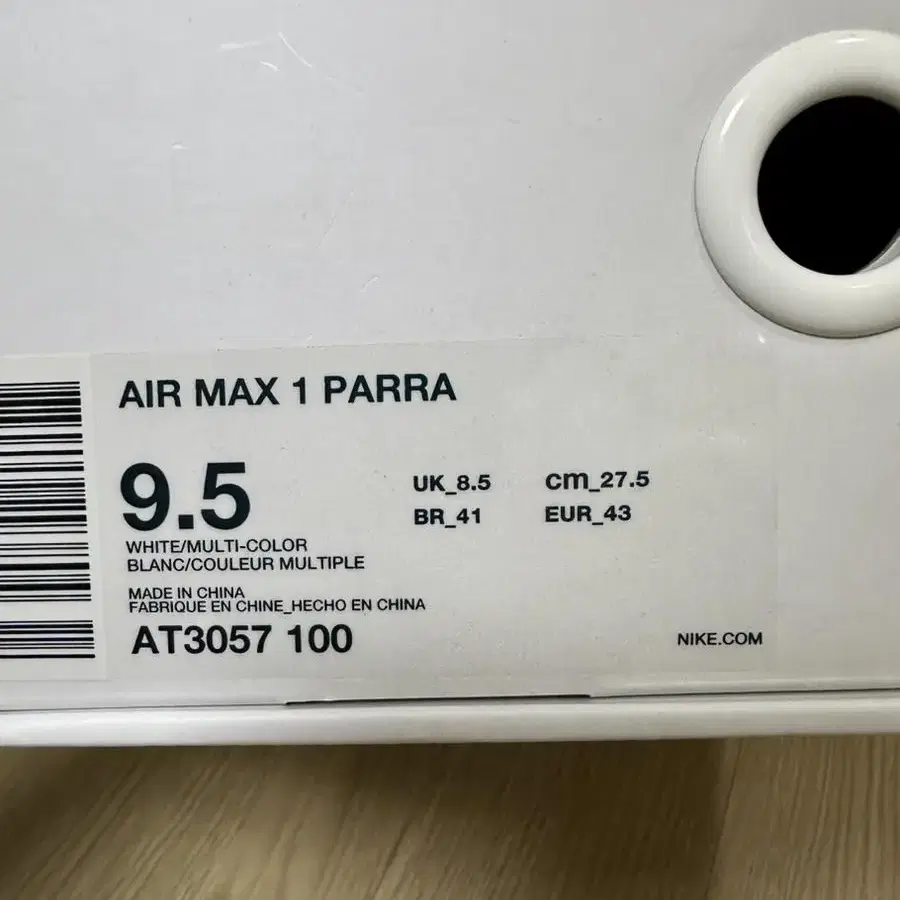 AIR MAX 1 PARRA
9.5
UK_8.5 cm_27.5
BR_41 EUR_43
WHITE/MULTI-COLOR
BLANC/COULEUR MULTIPLE
MADE IN CHINA
FABRIQUE EN CHINE_HECHO EN CHINA
AT3057 100
NIKE.COM